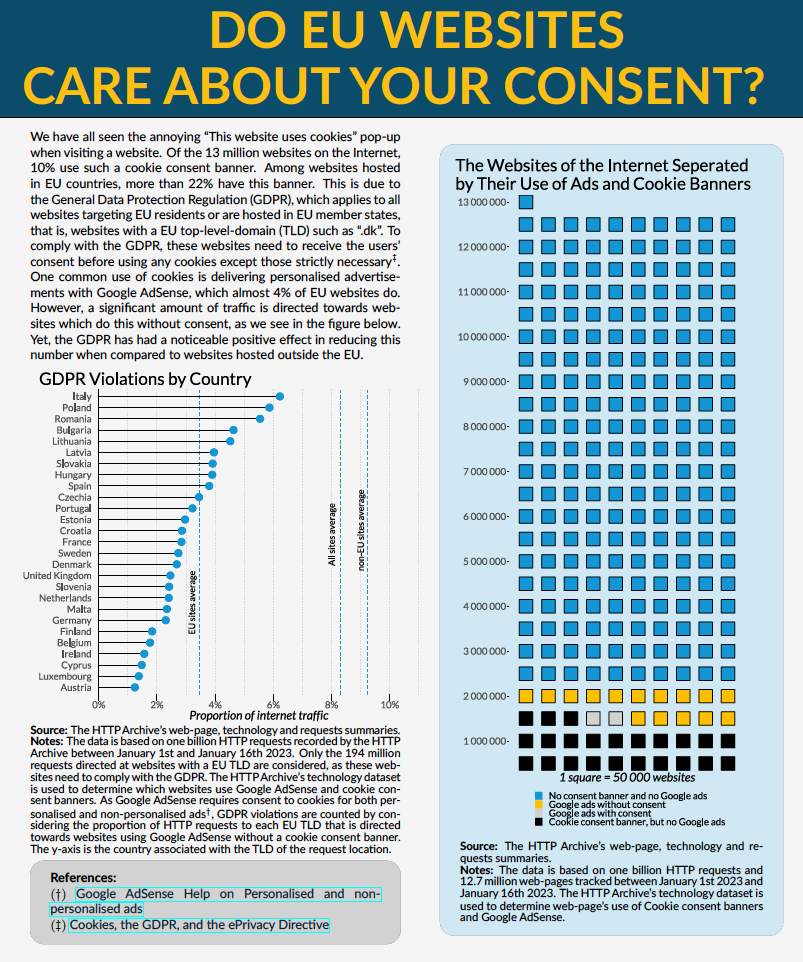 DO EU WEBSITES
CARE ABOUT YOUR CONSENT?
We have all seen the annoying “This website uses cookies” pop-up
when visiting a website. Of the 13 million websites on the Internet,
10% use such a cookie consent banner. Among websites hosted
in EU countries, more than 22% have this banner. This is due to
the General Data Protection Regulation (GDPR), which applies to all
websites targeting EU residents or are hosted in EU member states,
that is, websites with a EU top-level-domain (TLD) such as “.dk”. To
comply with the GDPR, these websites need to receive the users’
consent before using any cookies except those strictly necessary‡.
One common use of cookies is delivering personalised advertise-
ments with Google AdSense, which almost 4% of EU websites do.
However, a significant amount of traffic is directed towards web-
sites which do this without consent, as we see in the figure below.
Yet, the GDPR has had a noticeable positive effect in reducing this
number when compared to websites hosted outside the EU.
GDPR Violations by Country
Italy
Poland
Romania
Bulgaria
Lithuania
Latvia
Slovakia
Hungary
Spain
Czechia
Portugal
Estonia
Croatia
France
Sweden
Denmark
United Kingdom
Slovenia
Netherlands
Malta
Germany
Finland
Belgium
Ireland
Cyprus
Luxembourg
Austria
EU sites average
All sites average
non-EU sites average
0% 2% 4% 6% 8% 10%
Proportion of internet traffic
Source: The HTTP Archive’s web-page, technology and requests summaries.
Notes: The data is based on one billion HTTP requests recorded by the HTTP
Archive between January 1st and January 16th 2023. Only the 194 million
requests directed at websites with a EU TLD are considered, as these web-
sites need to comply with the GDPR. The HTTP Archive’s technology dataset
is used to determine which websites use Google AdSense and cookie con-
sent banners. As Google AdSense requires consent to cookies for both per-
sonalised and non-personalised ads†, GDPR violations are counted by con-
sidering the proportion of HTTP requests to each EU TLD that is directed
towards websites using Google AdSense without a cookie consent banner.
The y-axis is the country associated with the TLD of the request location.
References:
(†) Google AdSense Help on Personalised and non-
personalised ads
(‡) Cookies, the GDPR, and the ePrivacy Directive
The Websites of the Internet Seperated
by Their Use of Ads and Cookie Banners
13 000 000
12 000 000
11 000 000
10 000 000
9 000 000
8 000 000
7 000 000
6 000 000
5 000 000
4 000 000
3 000 000
2 000 000
1 000 000
1 square = 50 000 websites
No consent banner and no Google ads
Google ads without consent
Google ads with consent
Cookie consent banner, but no Google ads
Source: The HTTP Archive’s web-page, technology and re-
quests summaries.
Notes: The data is based on one billion HTTP requests and
12.7 million web-pages tracked between January 1st 2023 and
January 16th 2023. The HTTP Archive’s technology dataset is
used to determine web-page’s use of Cookie consent banners
and Google AdSense.